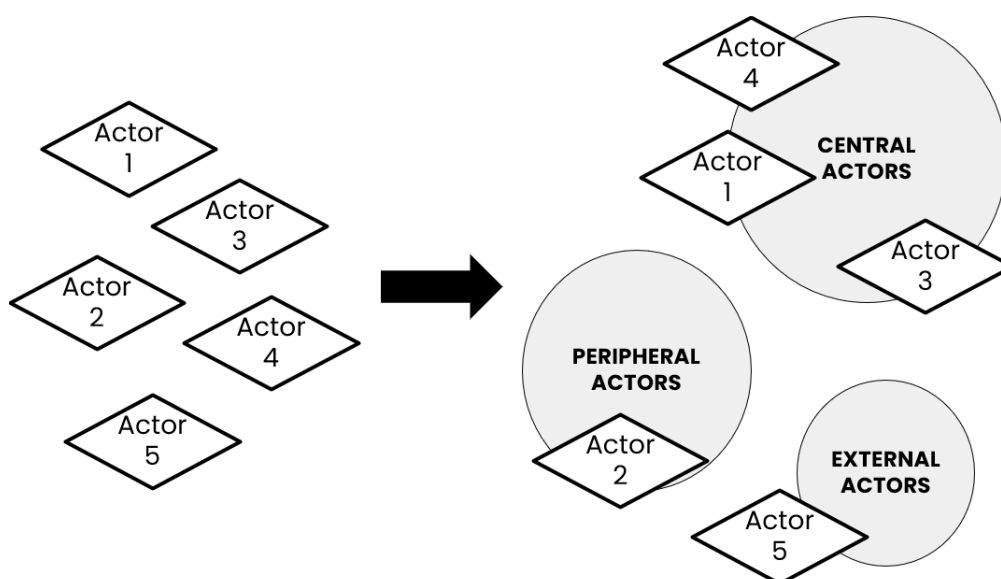 Actor
1
Actor
3
Actor
2
Actor
4
Actor
5
Actor
4
CENTRAL
ACTORS
Actor
1
Actor
3
PERIPHERAL
ACTORS
Actor
2
EXTERNAL
ACTORS
Actor
5